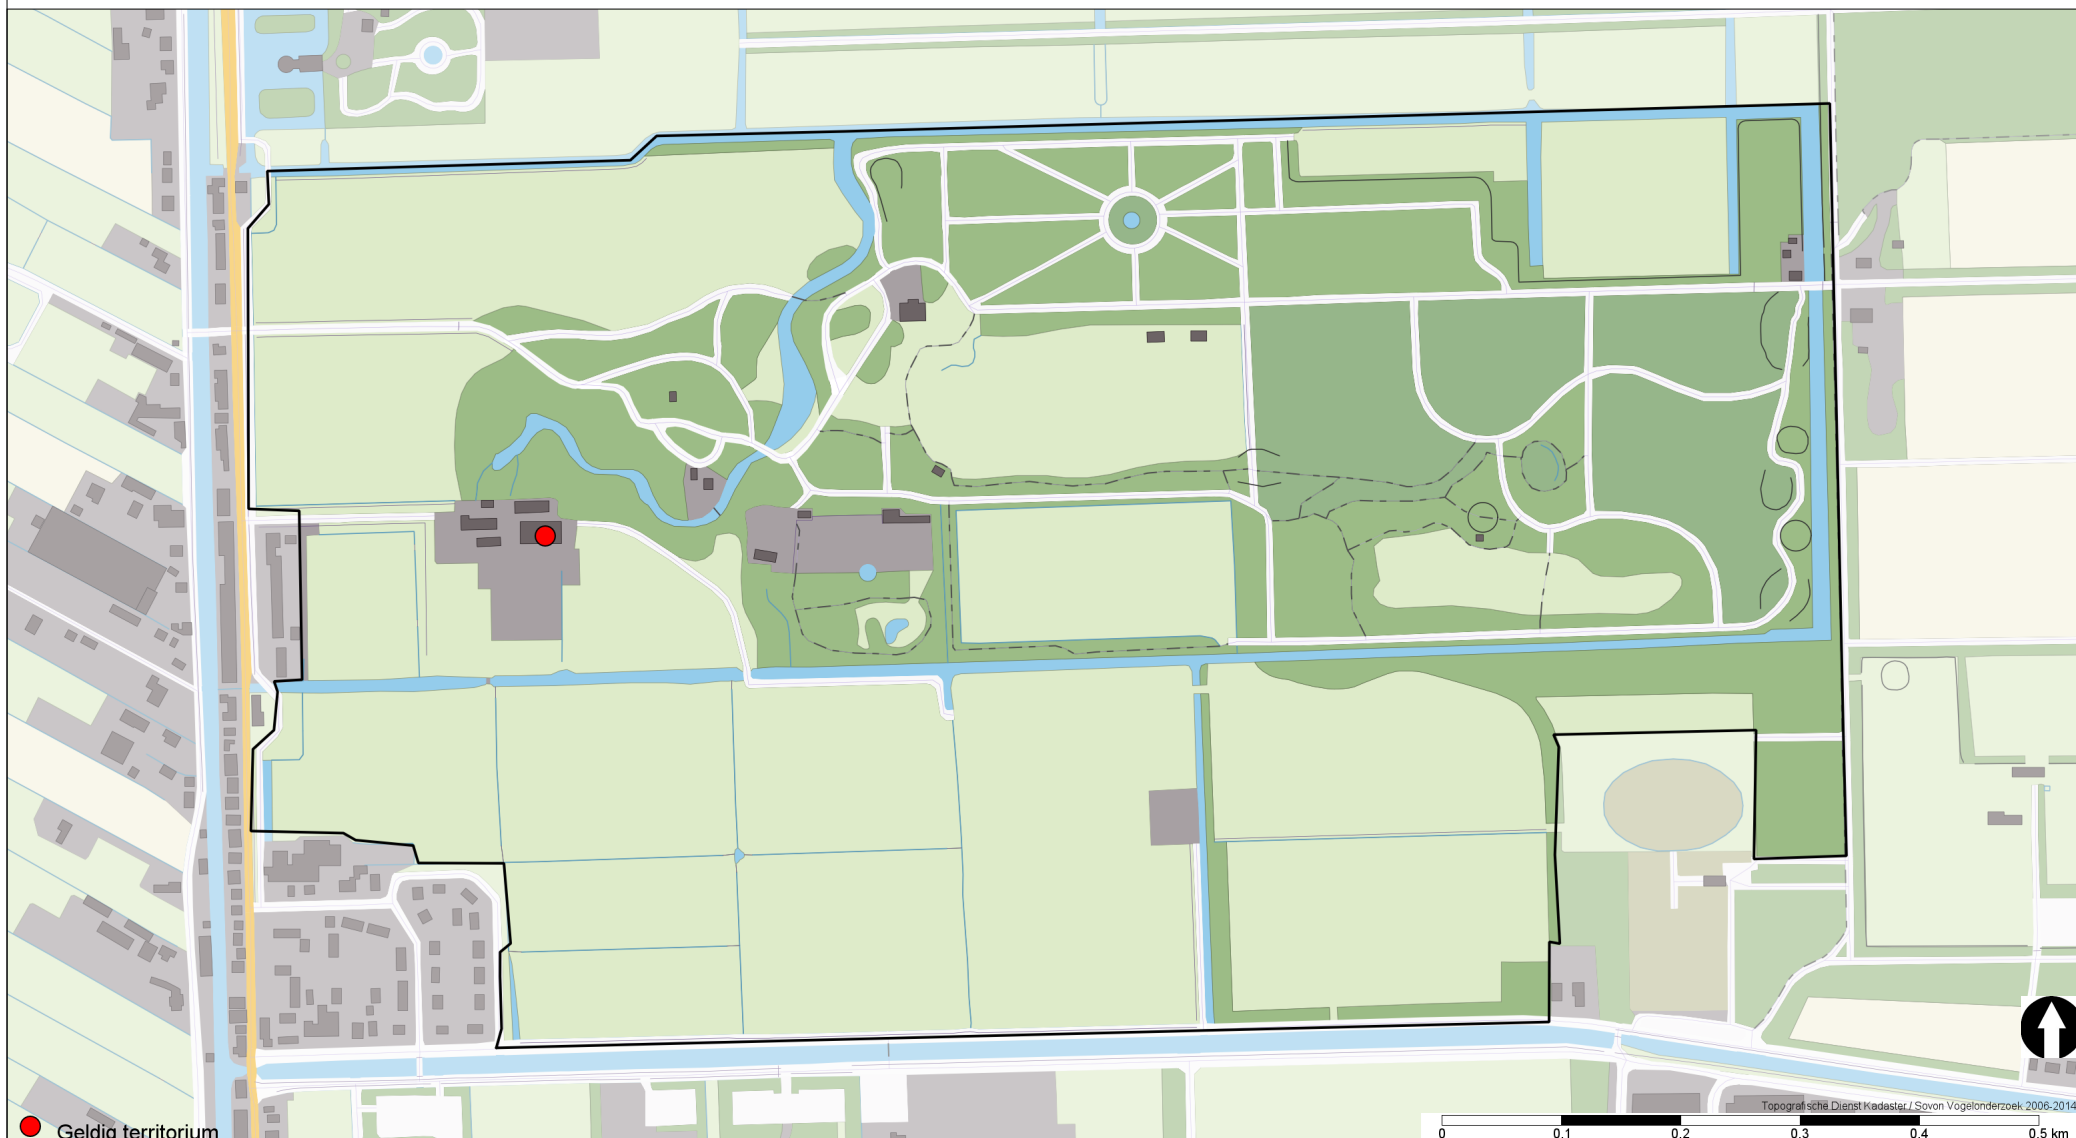 Topografische Dienst Kadaster / Sovon Vogelonderzoek 2006-2014
Geldig territorium
0 0.1 0.2 0.3 0.4 0.5 km